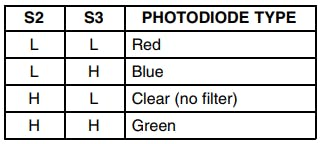 S2 S3 PHOTODIODE TYPE
L L Red
L H Blue
H L Clear (no filter)
H H Green